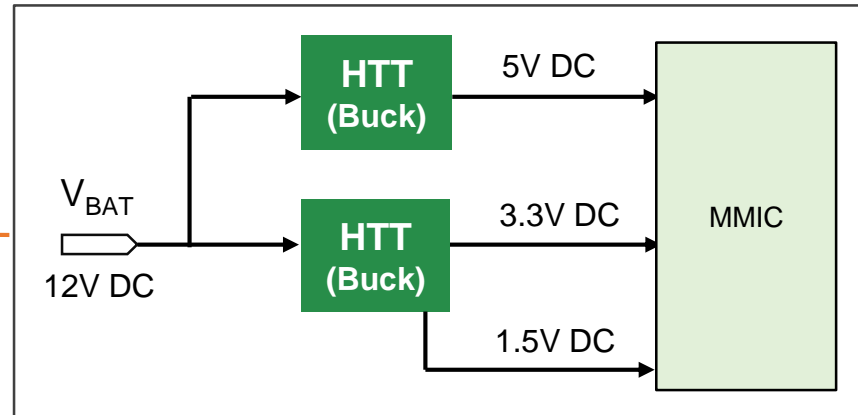 HTT
(Buck)
5V DC
V_BAT
12V DC
HTT
(Buck)
3.3V DC
1.5V DC
MMIC